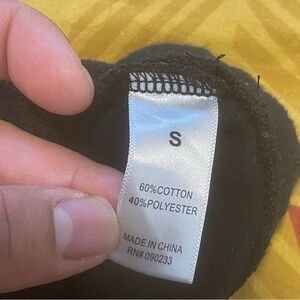 S
60%COTTON
40%POLYESTER
MADE IN CHINA
RN# 090233